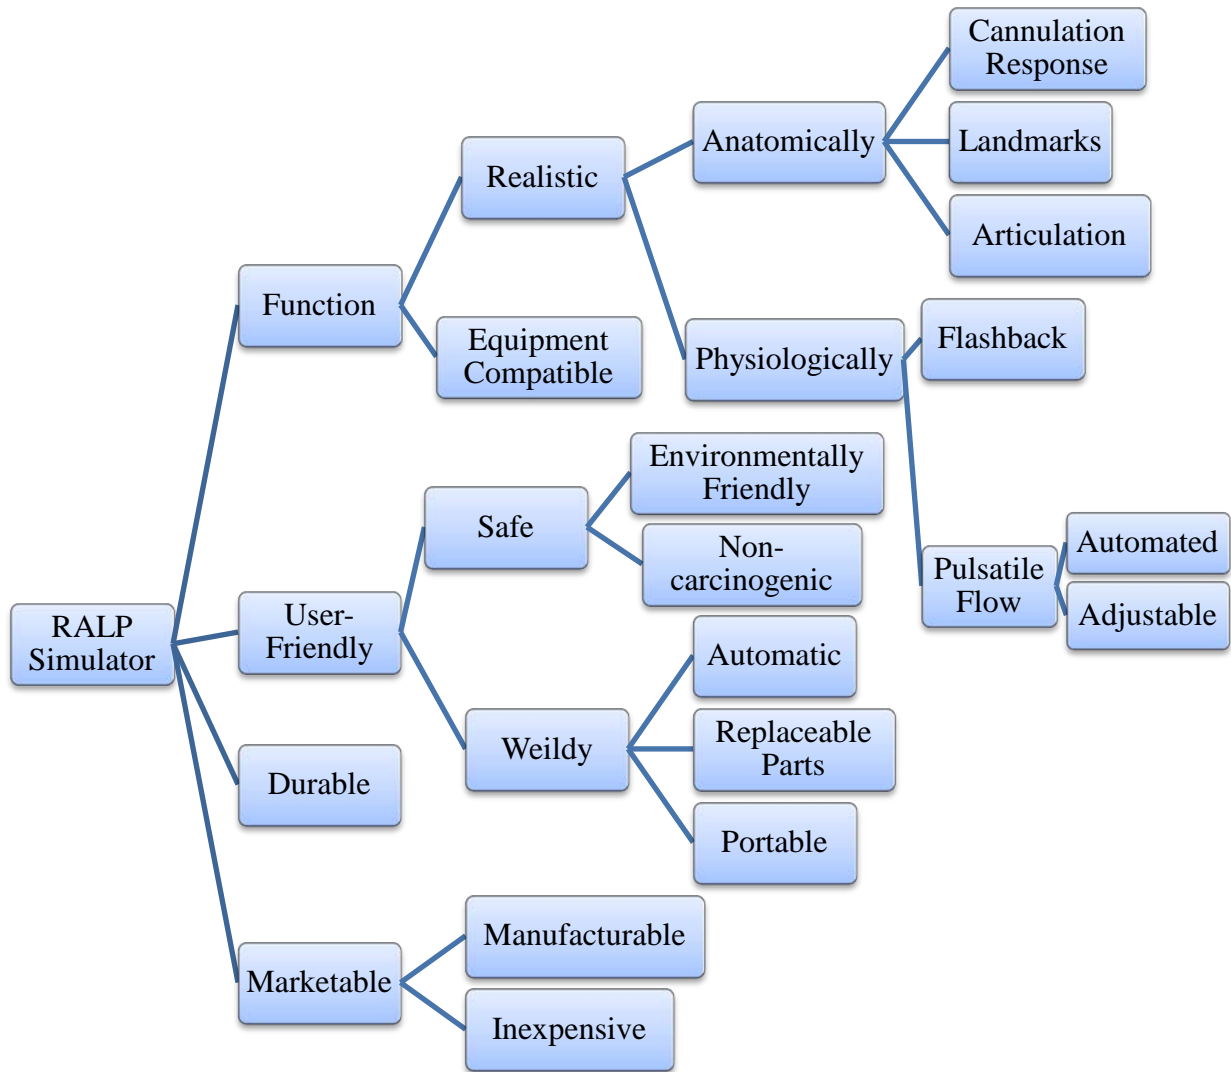 RALP
Simulator
Function
Realistic
Anatomically
Cannulation
Response
Landmarks
Articulation
Physiologically
Flashback
Pulsatile
Flow
Automated
Adjustable
Equipment
Compatible
User-
Friendly
Safe
Environmentally
Friendly
Non-
carcinogenic
Weildy
Automatic
Replaceable
Parts
Portable
Durable
Marketable
Manufacturable
Inexpensive